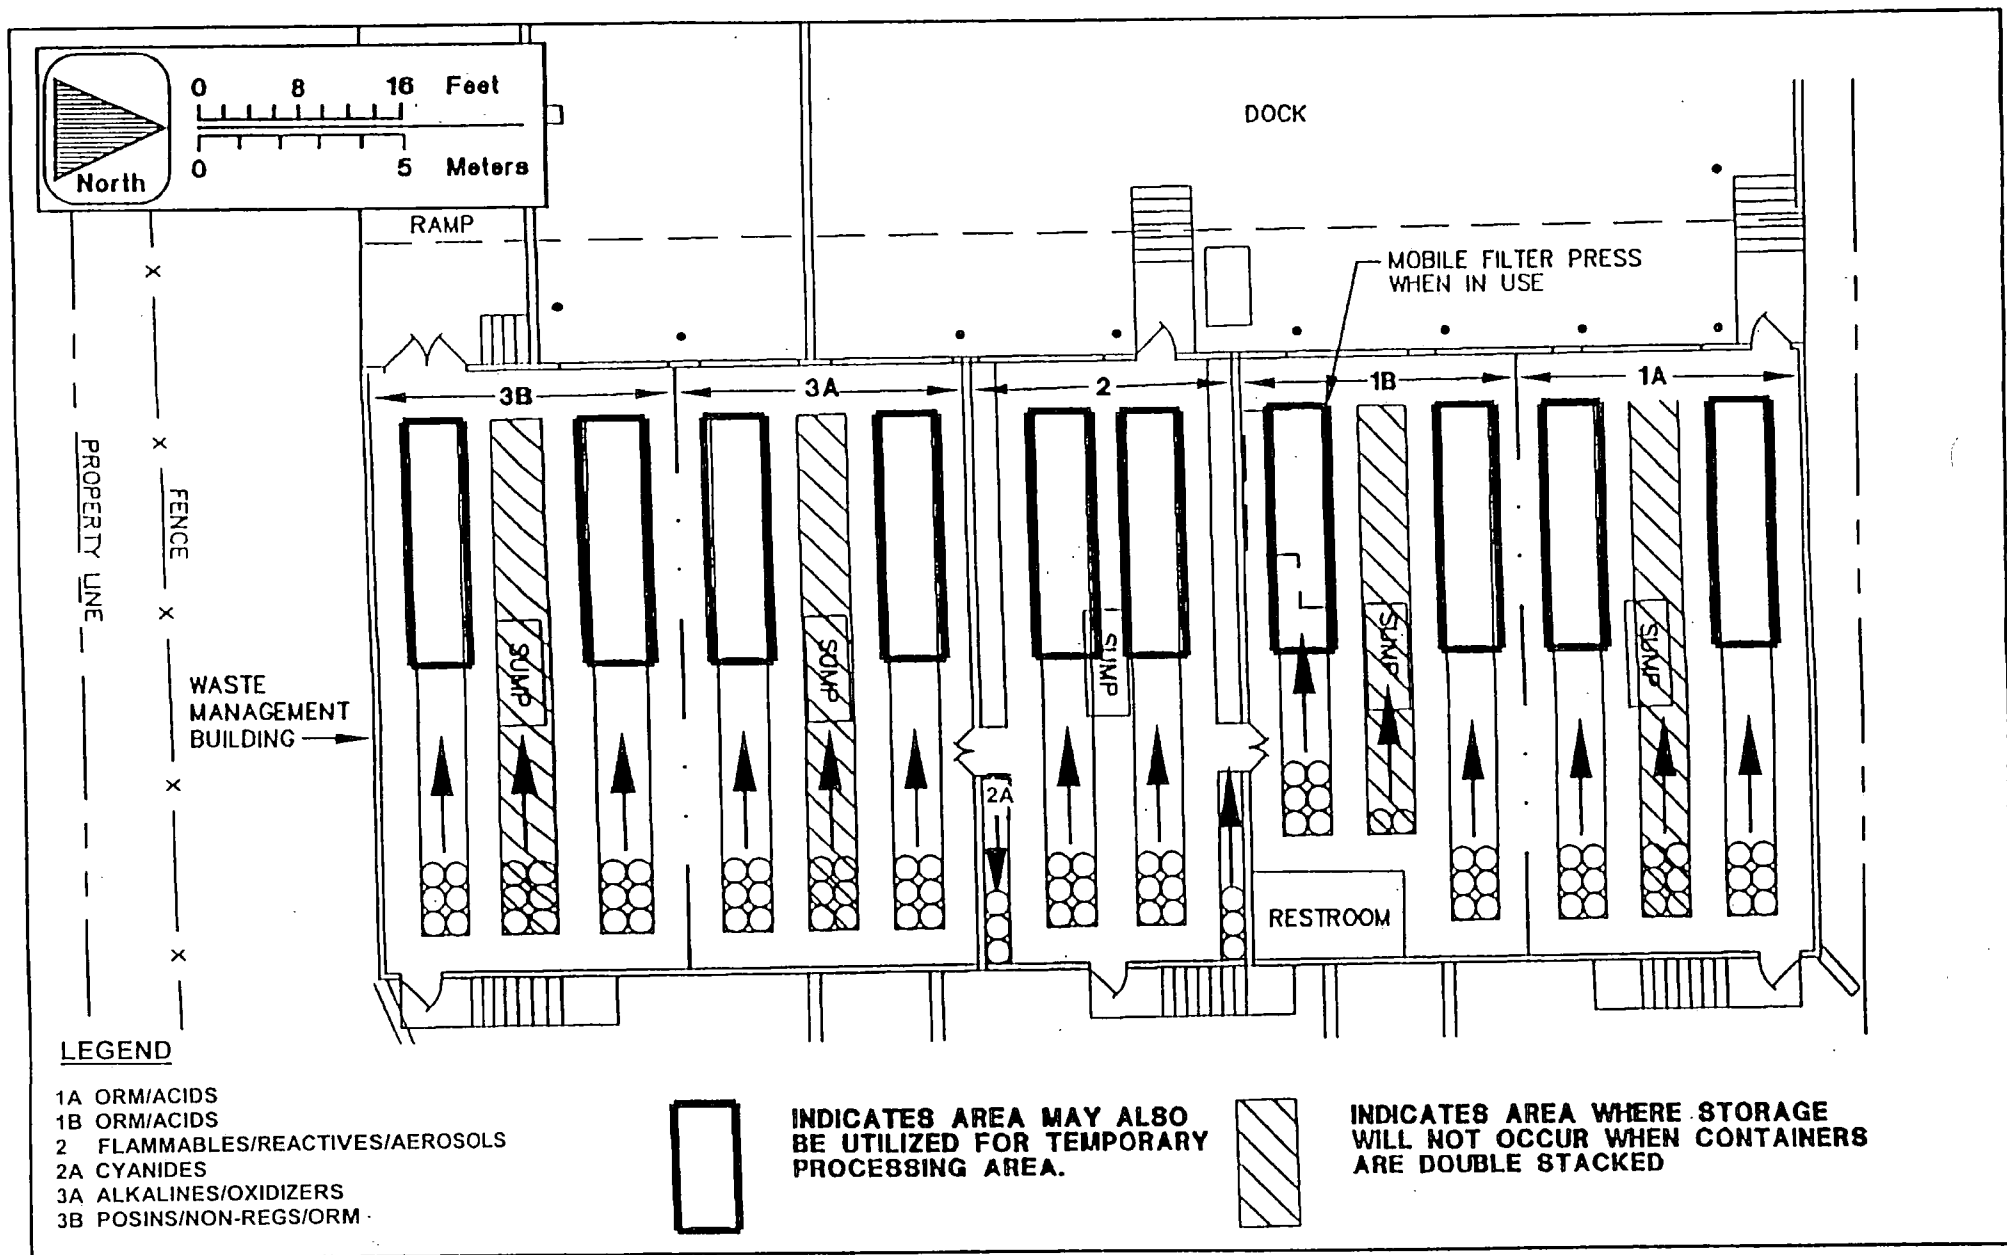 0 8 16 Feet
0 5 Meters
North
DOCK
RAMP
MOBILE FILTER PRESS
WHEN IN USE
3B
3A
2
1B
1A
PROPERTY LINE
FENCE
SUMP
SUMP
SUMP
SUMP
SUMP
WASTE
MANAGEMENT
BUILDING
2A
RESTROOM
LEGEND
1A ORM/ACIDS
1B ORM/ACIDS
2 FLAMMABLES/REACTIVES/AEROSOLS
2A CYANIDES
3A ALKALINES/OXIDIZERS
3B POSINS/NON-REGS/ORM
INDICATES AREA MAY ALSO
BE UTILIZED FOR TEMPORARY
PROCESSING AREA.
INDICATES AREA WHERE STORAGE
WILL NOT OCCUR WHEN CONTAINERS
ARE DOUBLE STACKED